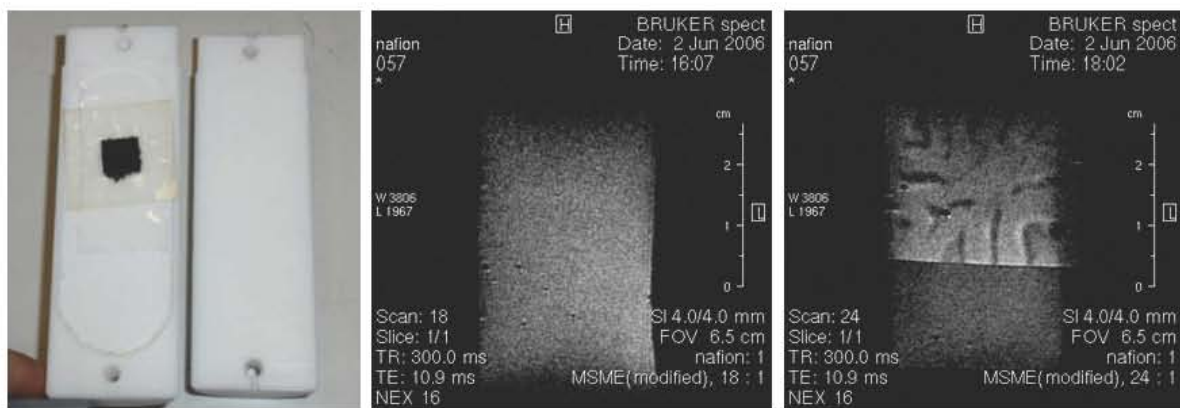 H
BRUKER spect
nafion
Date: 2 Jun 2006
057
Time: 16:07
*
cm
2
W 3806
L 1967
L
1
0
Scan: 18
SI 4.0/4.0 mm
Slice: 1/1
FOV 6.5 cm
TR: 300.0 ms
nafion: 1
TE: 10.9 ms
MSME(modified), 18 : 1
NEX 16
H
BRUKER spect
nafion
Date: 2 Jun 2006
057
Time: 18:02
*
cm
2
W 3806
L 1967
L
1
0
Scan: 24
SI 4.0/4.0 mm
Slice: 1/1
FOV 6.5 cm
TR: 300.0 ms
nafion: 1
TE: 10.9 ms
MSME(modified), 24 : 1
NEX 16